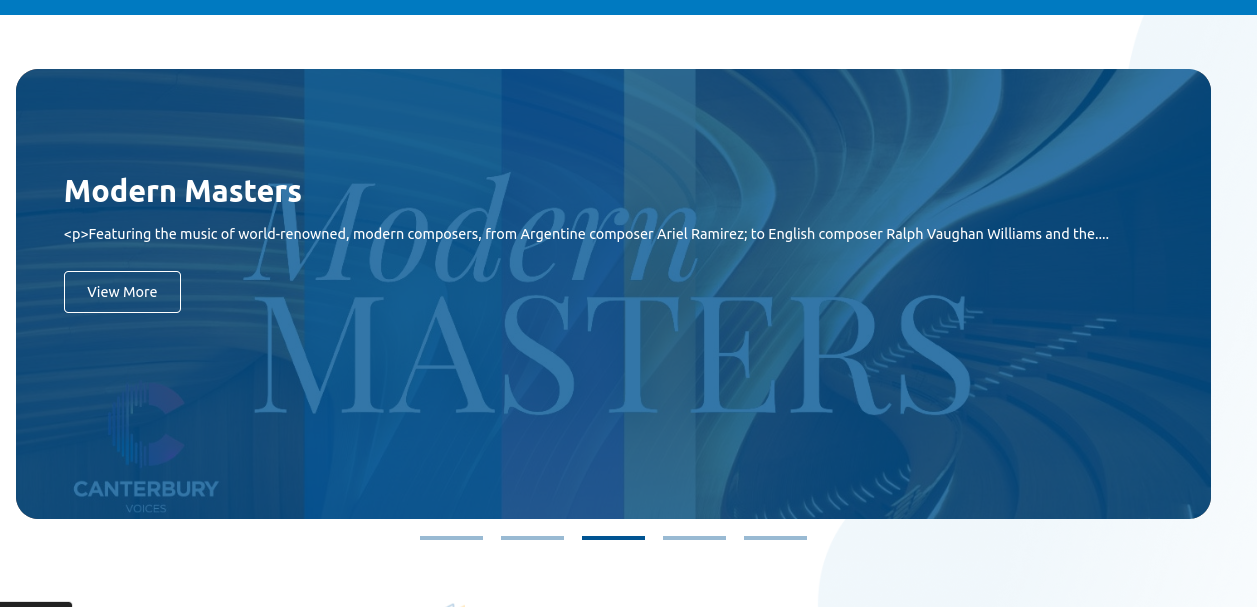 Modern Masters
<p>Featuring the music of world-renowned, modern composers, from Argentine composer Ariel Ramirez; to English composer Ralph Vaughan Williams and the....
View More
Modern
MASTERS
CANTERBURY
VOICES